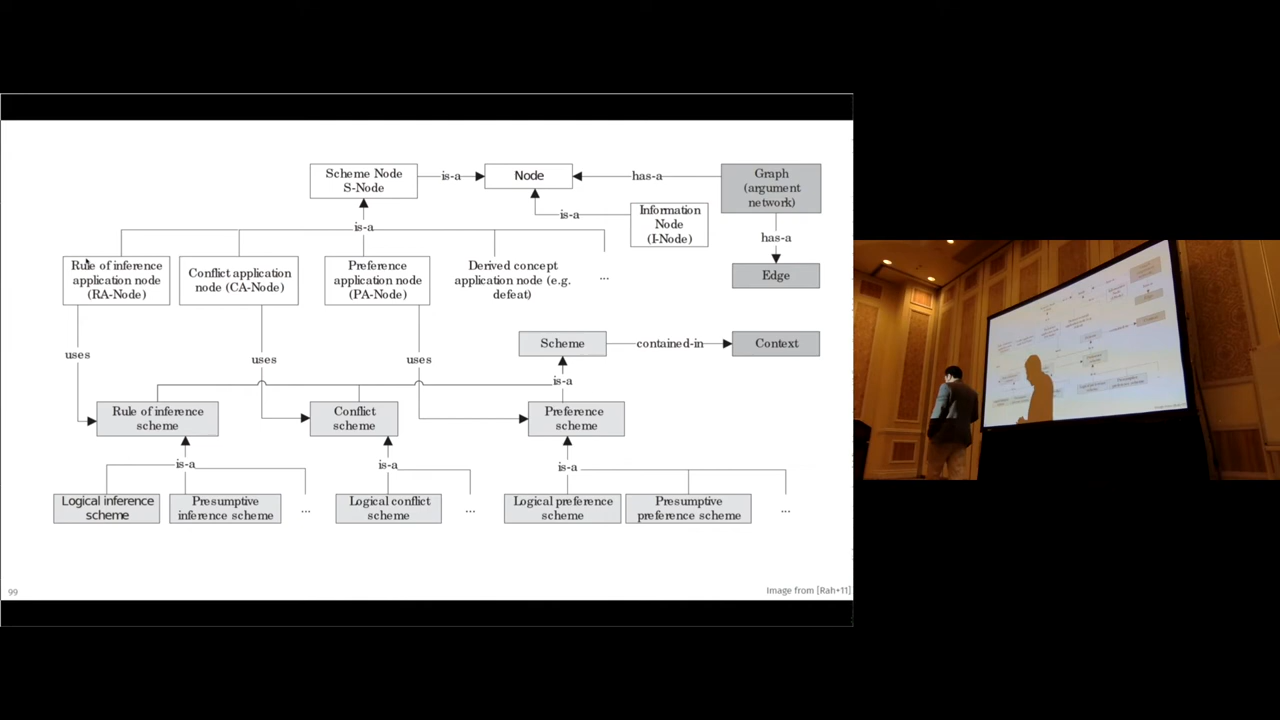 Scheme Node
S-Node
is-a
Node
has-a
Graph
(argument
network)
is-a
Information
Node
(I-Node)
is-a
has-a
Rule of inference
application node
(RA-Node)
Conflict application
node (CA-Node)
Preference
application node
(PA-Node)
Derived concept
application node (e.g.
defeat)
...
Edge
uses
uses
uses
Scheme
contained-in
Context
is-a
Rule of inference
scheme
Conflict
scheme
Preference
scheme
is-a
is-a
is-a
Logical inference
scheme
Presumptive
inference scheme
...
Logical conflict
scheme
...
Logical preference
scheme
Presumptive
preference scheme
...
99
Image from [Rah+11]